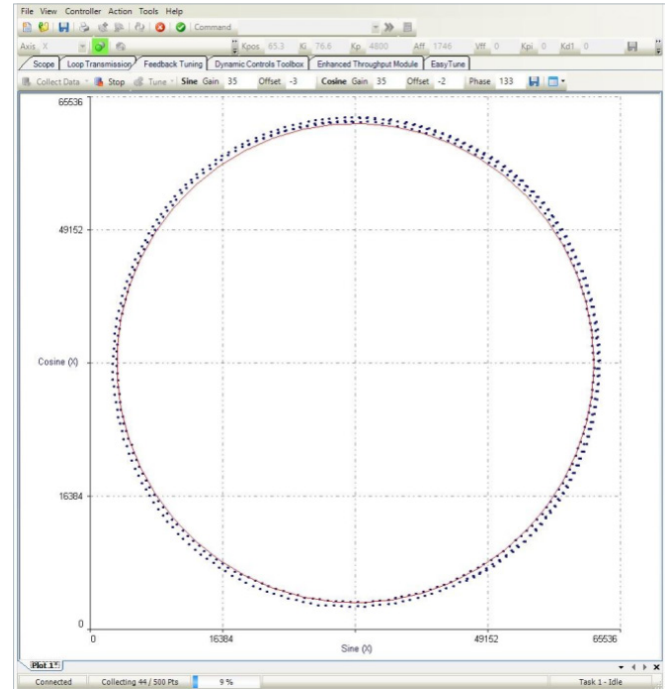 File View Controller Action Tools Help
Command
Axis X Kpos 65.3 Ki 76.6 Kp 4800 Aff 1746 Vff 0 Kpi 0 Kd1 0
Scope Loop Transmission Feedback Tuning Dynamic Controls Toolbox Enhanced Throughput Module EasyTune
Collect Data Stop Tune Sine Gain 35 Offset -3 Cosine Gain 35 Offset -2 Phase 133
65536
49152
Cosine (X)
16384
0
0 16384 49152 65536
Sine (X)
Plot 1*
Connected Collecting 44 / 500 Pts 9 % Task 1 - Idle